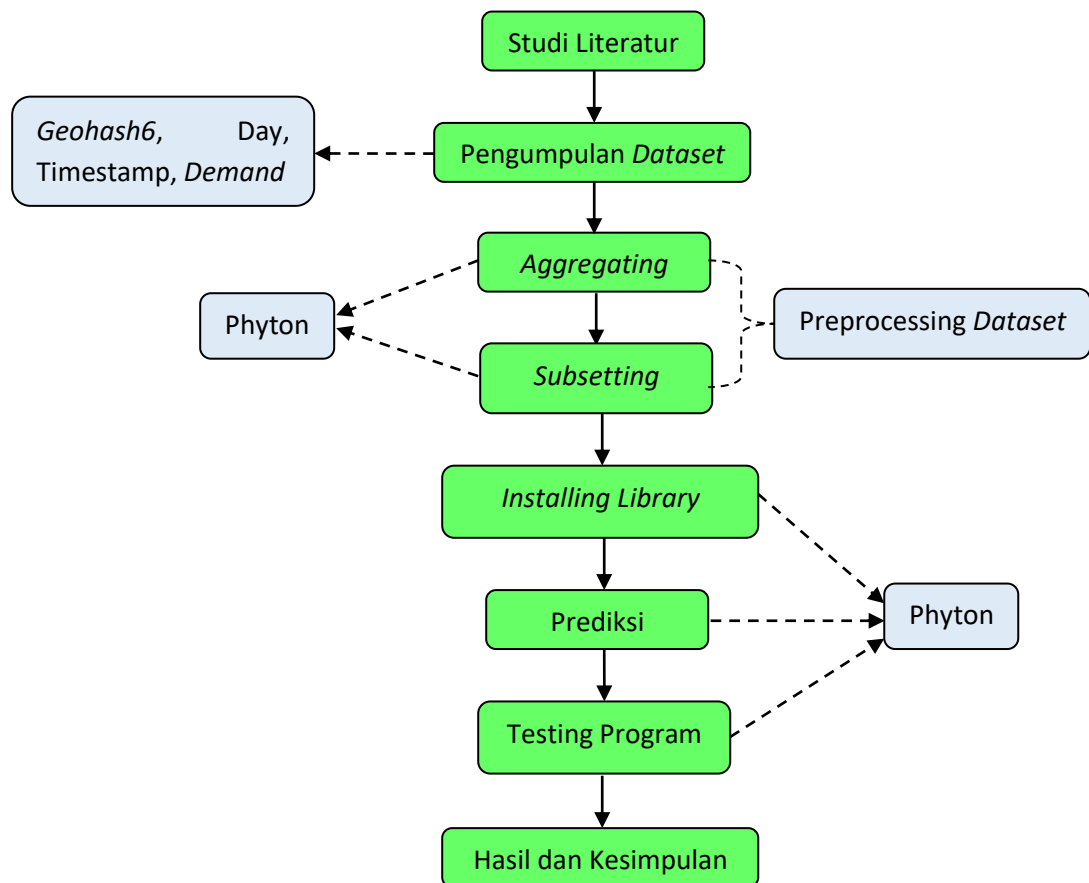 Studi Literatur
Geohash6, Day,
Timestamp, Demand
Pengumpulan Dataset
Aggregating
Phyton
Preprocessing Dataset
Subsetting
Installing Library
Prediksi
Phyton
Testing Program
Hasil dan Kesimpulan